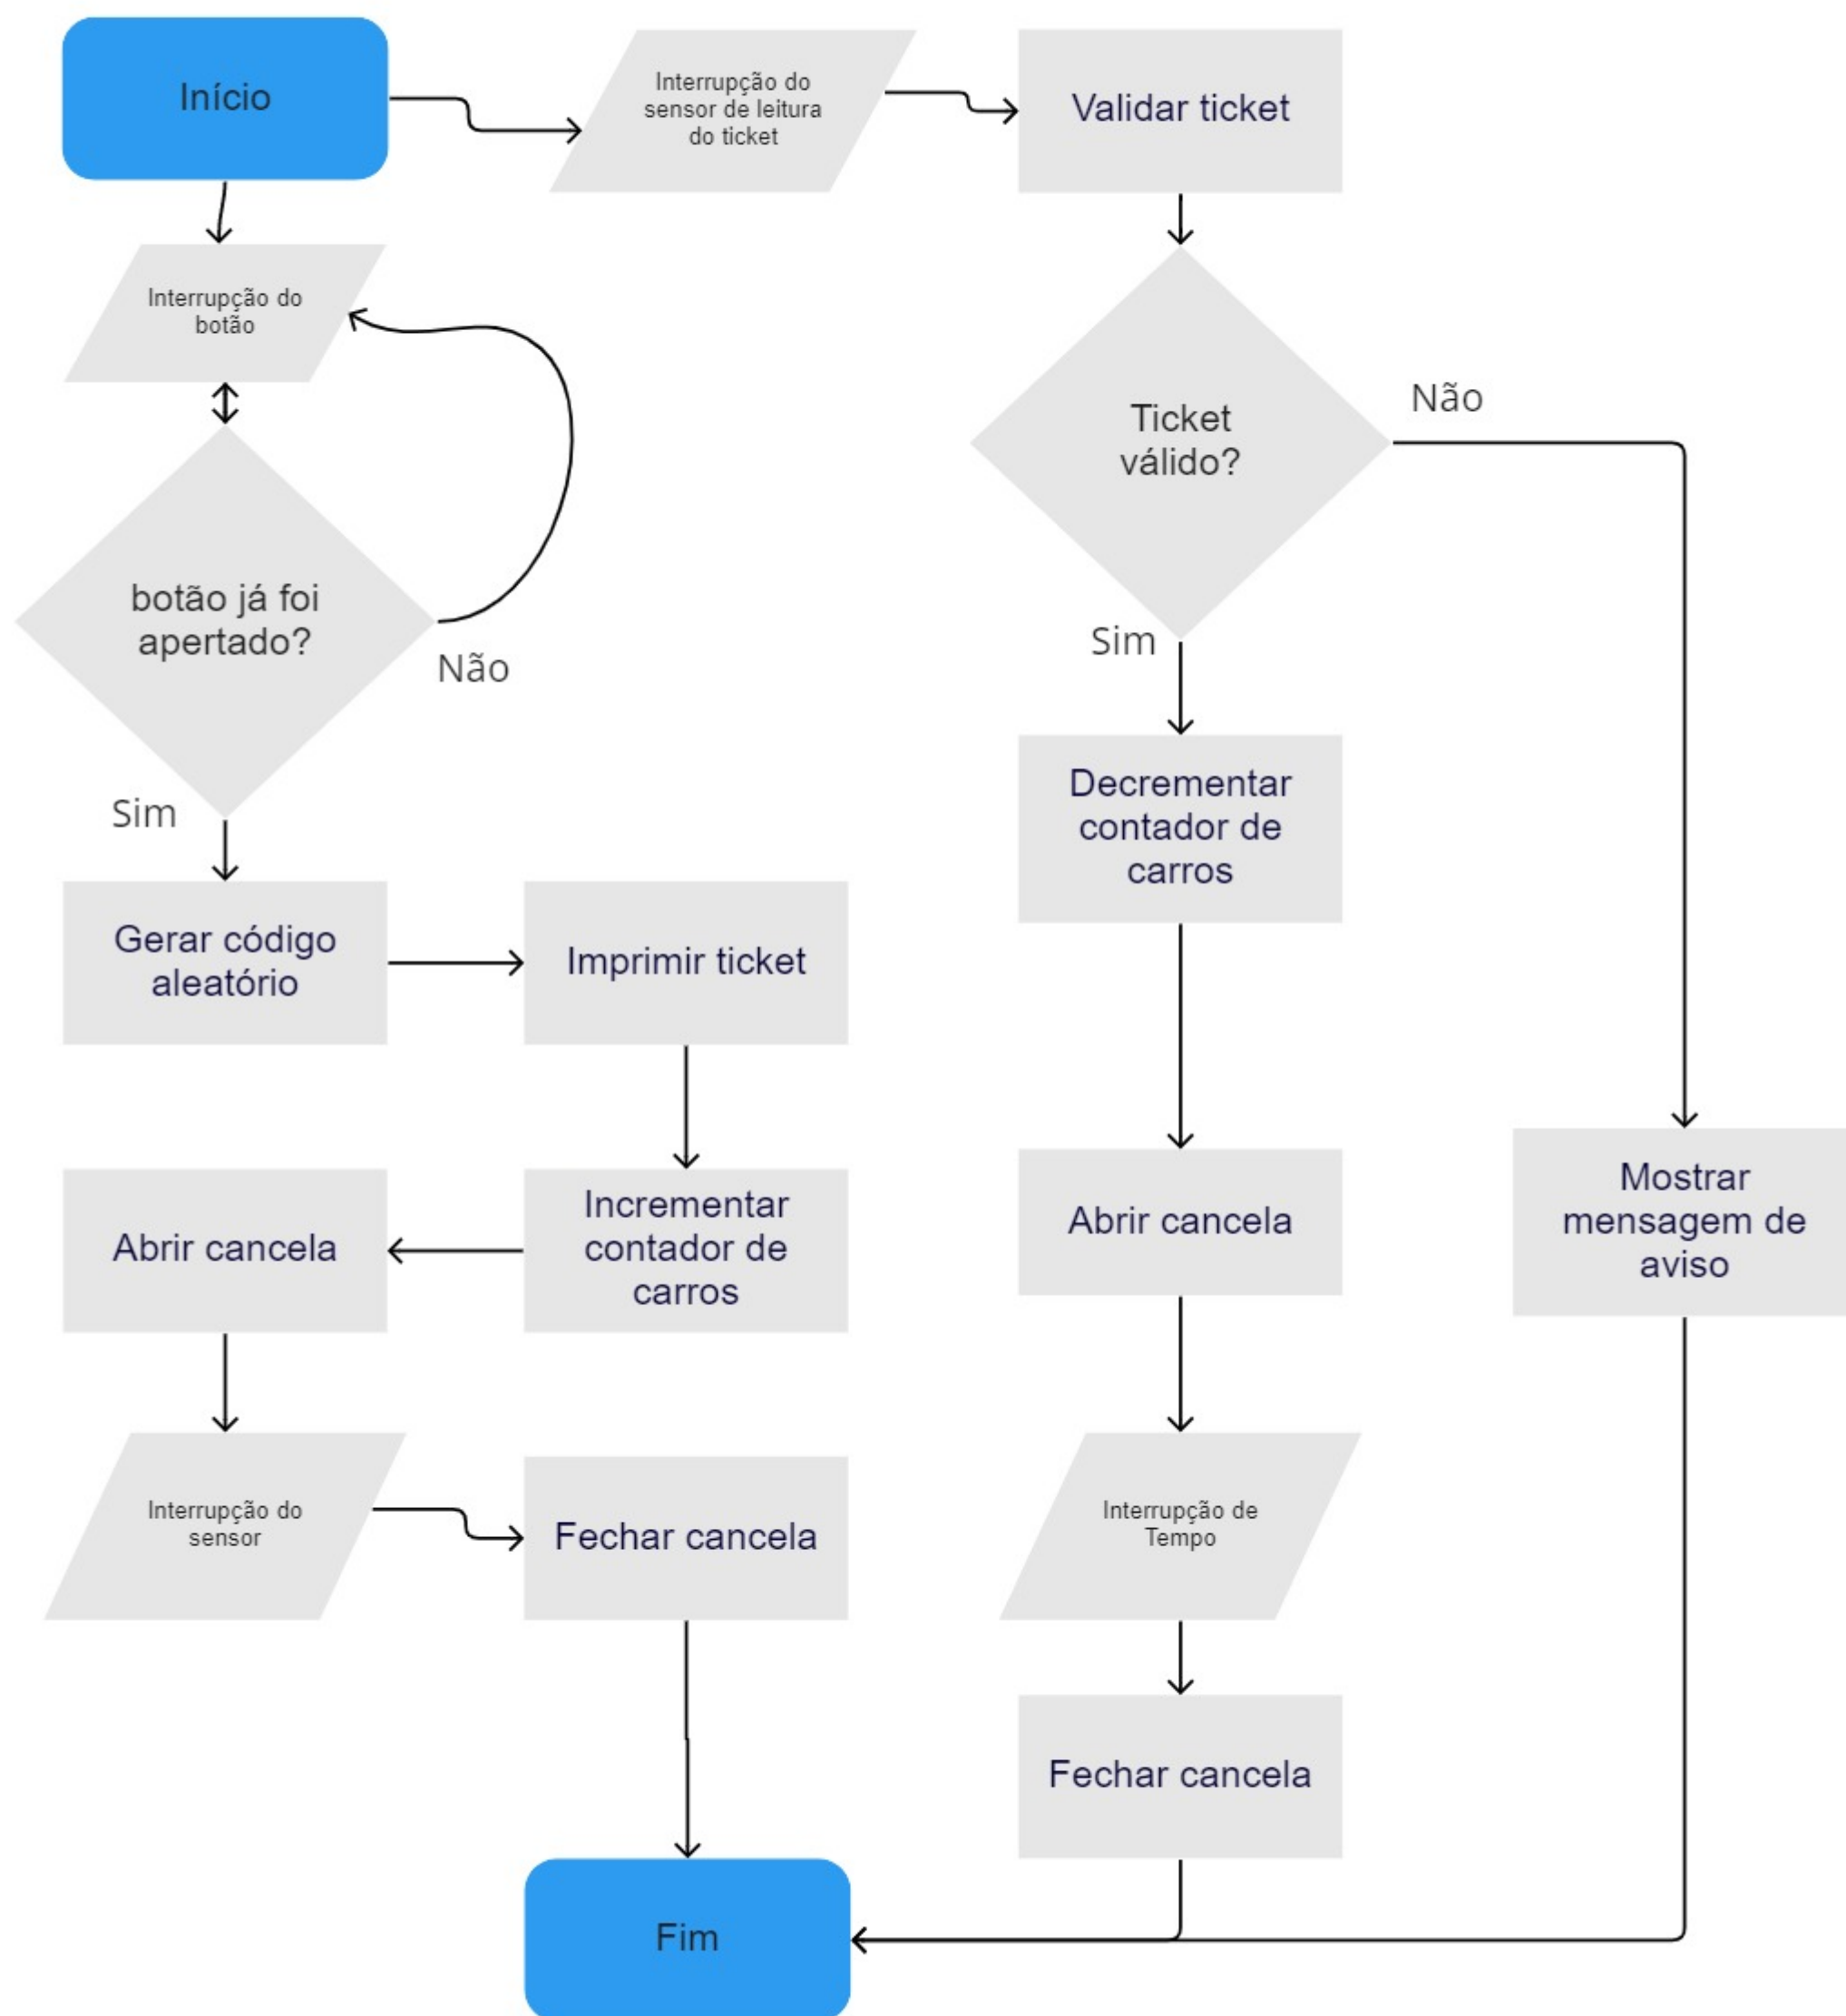 Início
Interrupção do
sensor de leitura
do ticket
Validar ticket
Interrupção do
botão
Ticket
válido?
Não
botão já foi
apertado?
Não
Sim
Sim
Decrementar
contador de
carros
Gerar código
aleatório
Imprimir ticket
Abrir cancela
Incrementar
contador de
carros
Abrir cancela
Mostrar
mensagem de
aviso
Interrupção do
sensor
Fechar cancela
Interrupção de
Tempo
Fechar cancela
Fim